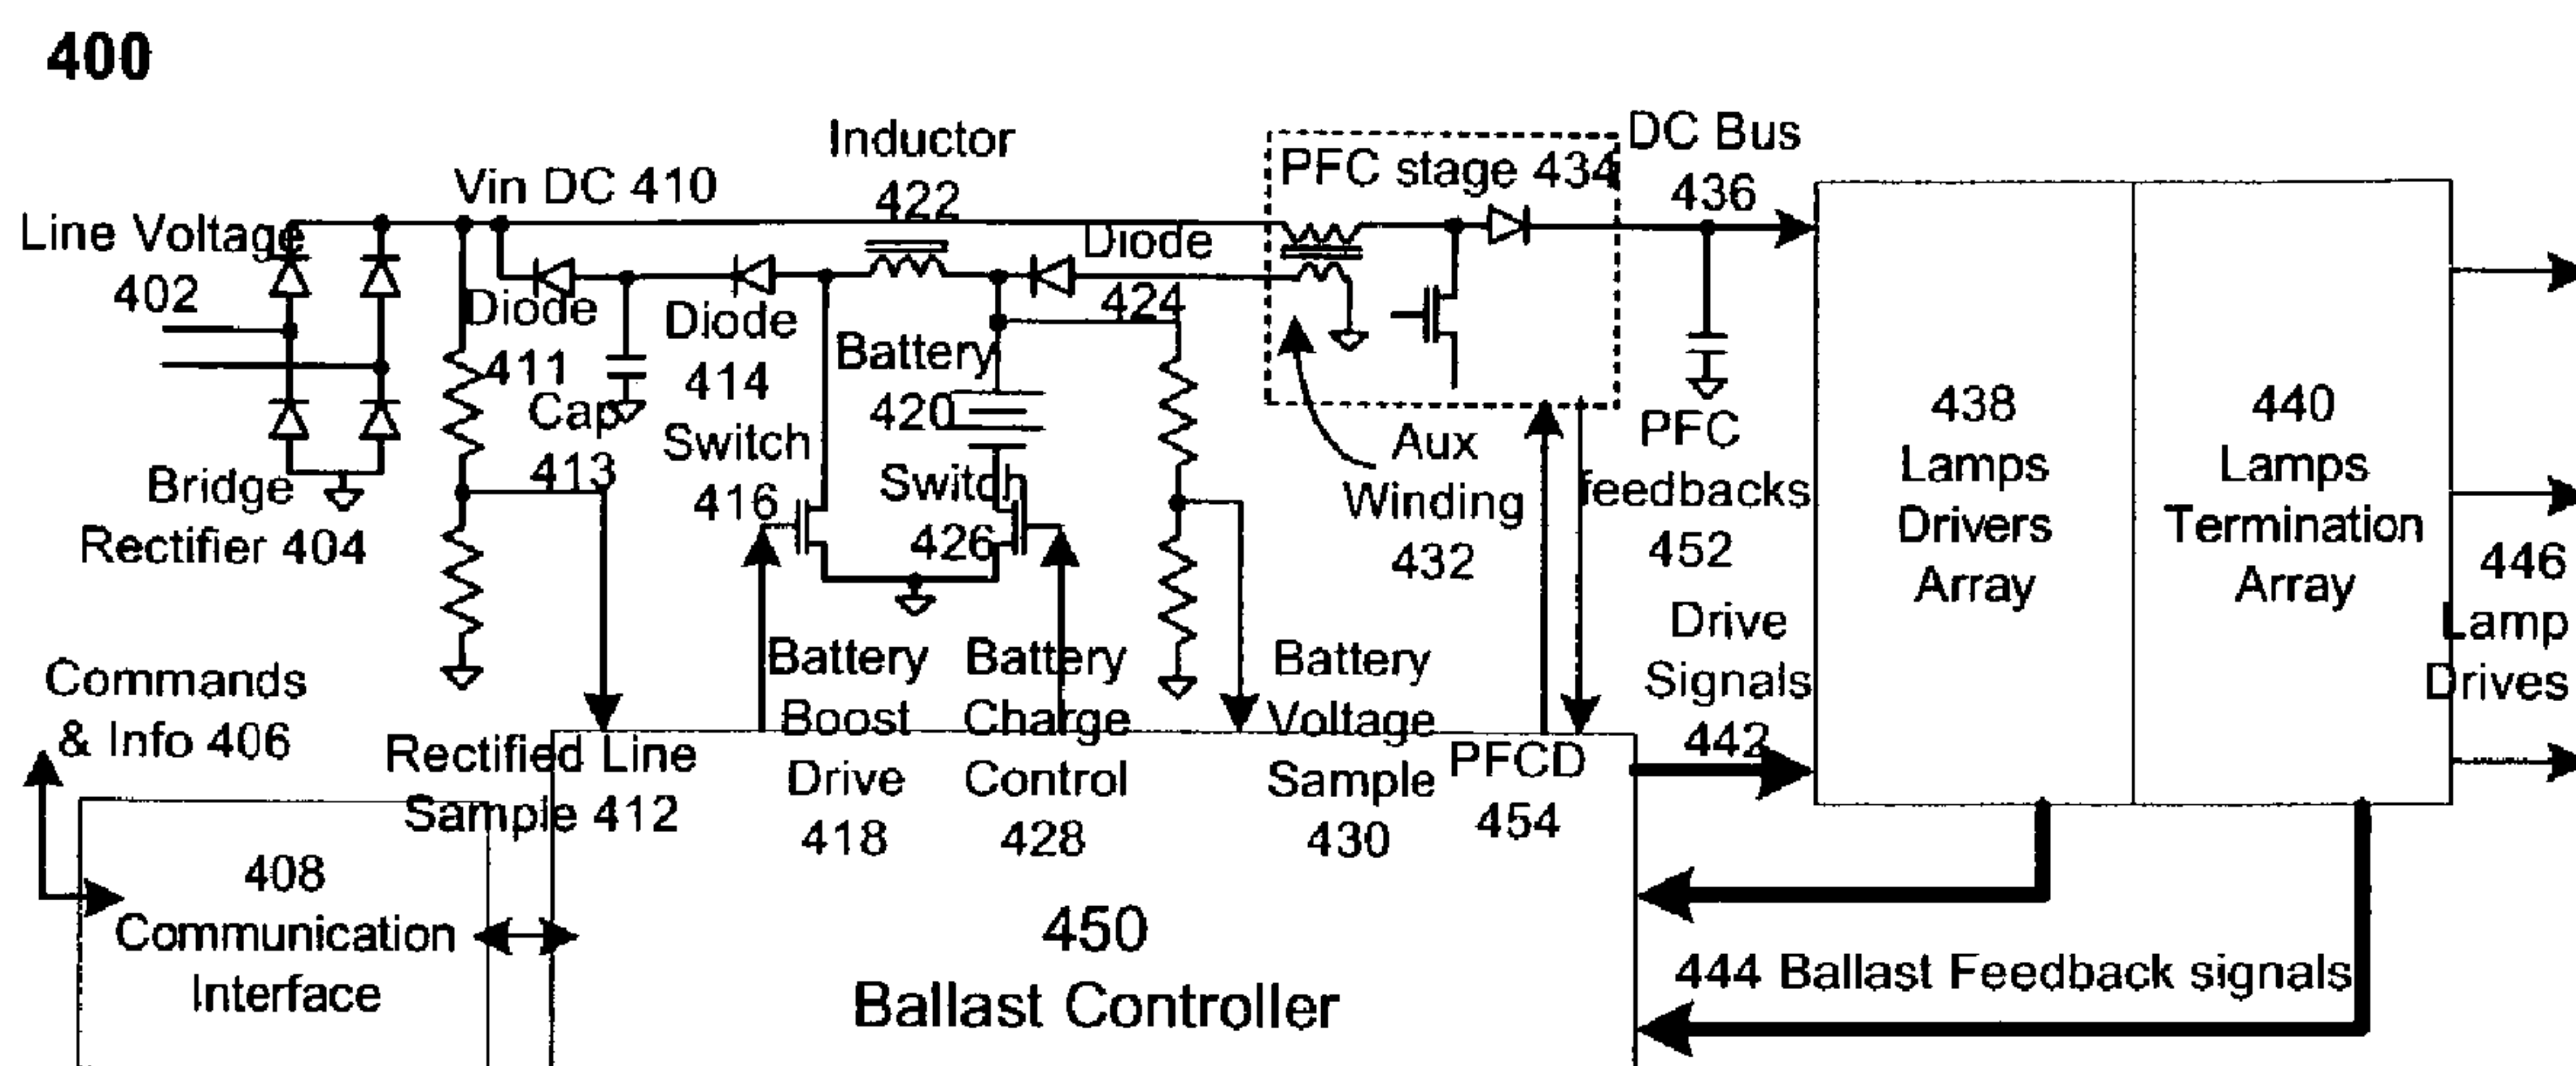 400
Line Voltage
402
Bridge
Rectifier 404
Vin DC 410
Diode
411
Cap
413
Diode
414
Switch
416
Inductor
422
Battery
420
Switch
426
Diode
424
PFC stage 434
Aux
Winding
432
DC Bus
436
PFC
feedbacks
452
Drive
Signals
442
438
Lamps
Drivers
Array
440
Lamps
Termination
Array
446
Lamp
Drives
Commands
& Info 406
Rectified Line
Sample 412
Battery
Boost
Drive
418
Battery
Charge
Control
428
Battery
Voltage
Sample
430
PFCD
454
408
Communication
Interface
450
Ballast Controller
444 Ballast Feedback signals